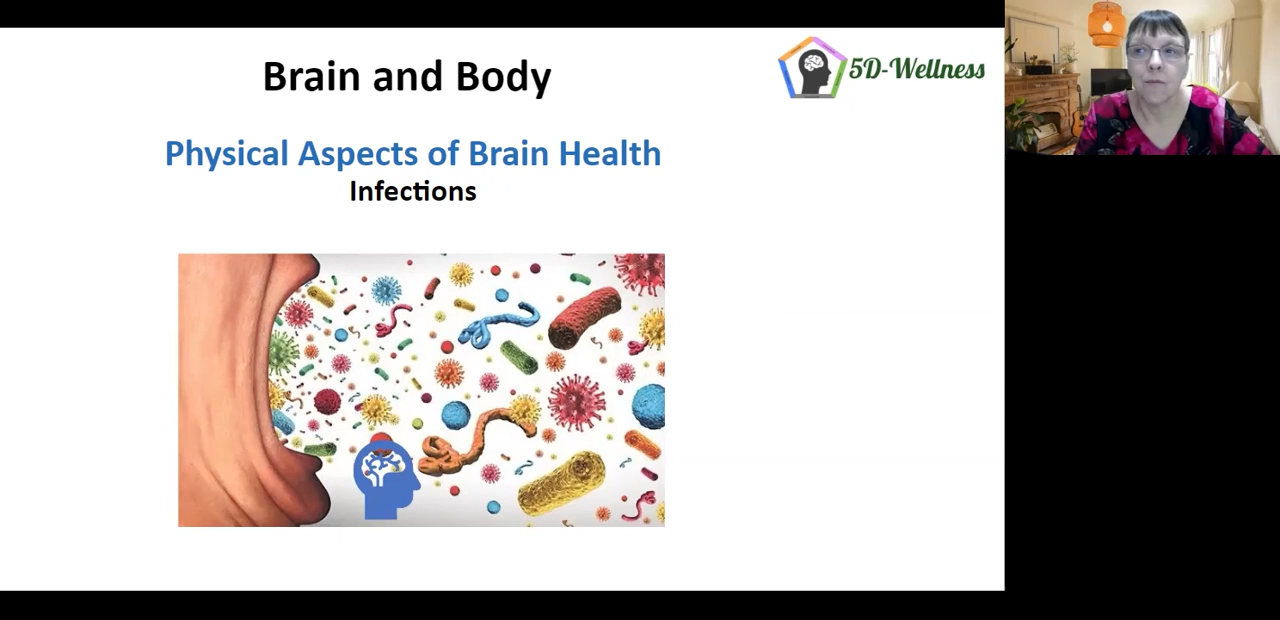 Brain and Body
5D-Wellness
Physical Aspects of Brain Health
Infections